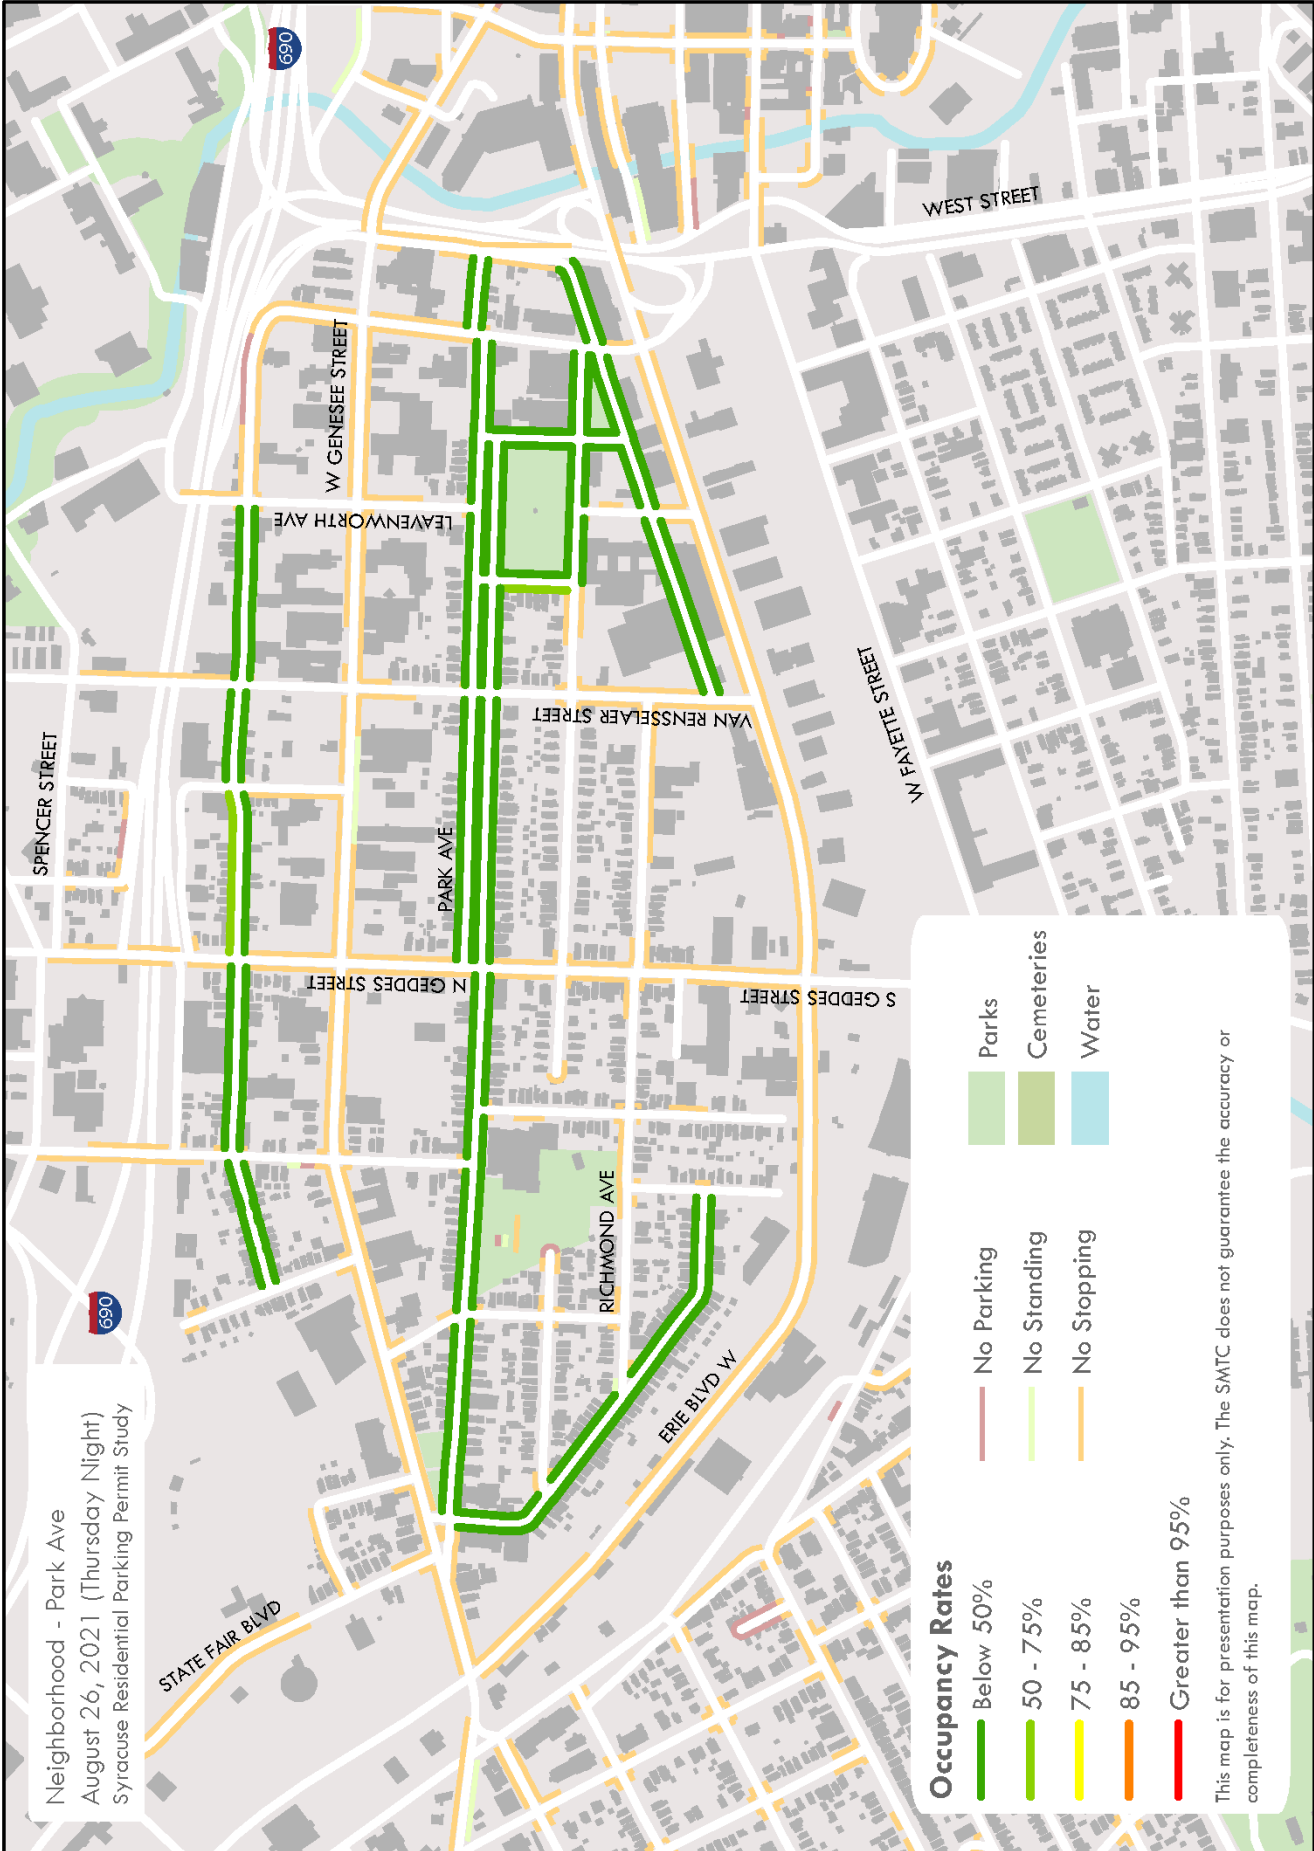 Neighborhood - Park Ave
August 26, 2021 (Thursday Night)
Syracuse Residential Parking Permit Study
690
690
SPENCER STREET
STATE FAIR BLVD
W GENESEE STREET
LEAVENWORTH AVE
N GEDDES STREET
PARK AVE
VAN RENSSELAER STREET
RICHMOND AVE
ERIE BLVD W
S GEDDES STREET
W FAYETTE STREET
WEST STREET
Occupancy Rates
Below 50%
50 - 75%
75 - 85%
85 - 95%
Greater than 95%
No Parking
No Standing
No Stopping
Parks
Cemeteries
Water
This map is for presentation purposes only. The SMTC does not guarantee the accuracy or
completeness of this map.